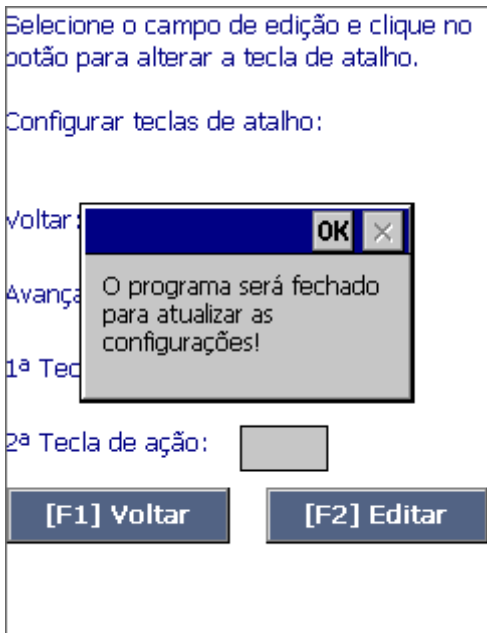 Selecione o campo de edição e clique no
botão para alterar a tecla de atalho.
Configurar teclas de atalho:
Voltar:
OK
O programa será fechado
para atualizar as
configurações!
Avança
1ª Tec
2ª Tecla de ação:
[F1] Voltar
[F2] Editar